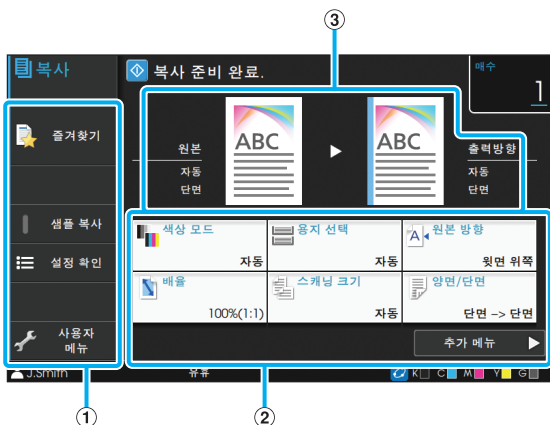 ③
복사
복사 준비 완료.
매수
1
즐겨찾기
샘플 복사
설정 확인
사용자
메뉴
원본
자동
단면
ABC
ABC
출력방향
자동
단면
색상 모드
자동
용지 선택
자동
원본 방향
윗면 위쪽
배율
100%(1:1)
스캐닝 크기
자동
양면/단면
단면 -> 단면
추가 메뉴
J.Smith
유휴
K C M Y G
①
②